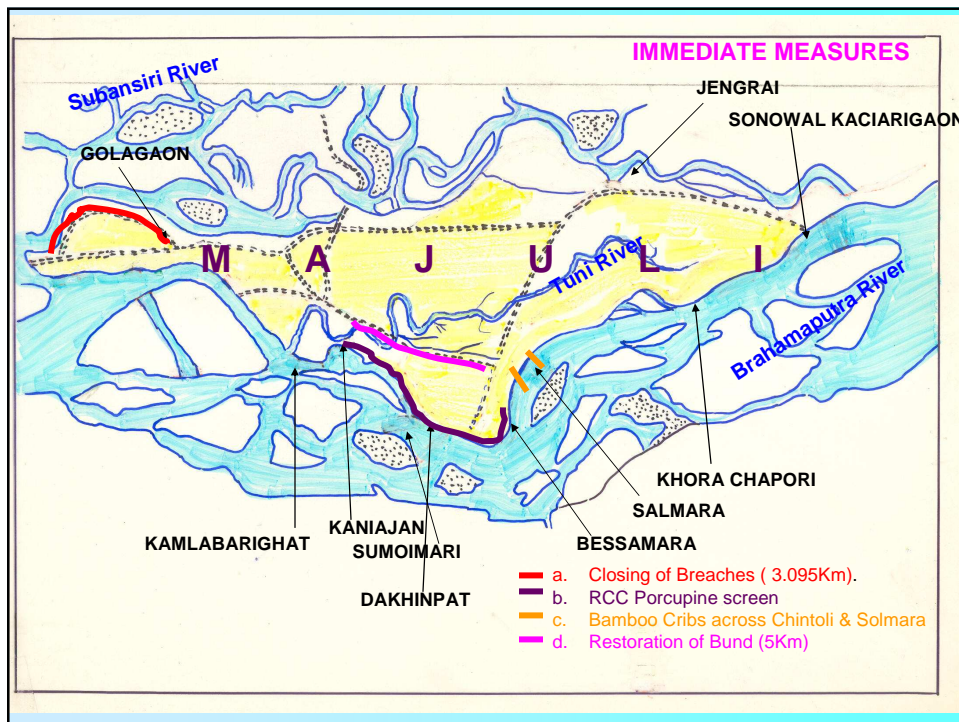 IMMEDIATE MEASURES
Subansiri River
JENGRAI
SONOWAL KACIARIGAON
GOLAGAON
M A J U L I
Tuni River
Brahamaputra River
KHORA CHAPORI
SALMARA
KANIAJAN
KAMLABARIGHAT
SUMOIMARI
BESSAMARA
DAKHINPAT
a. Closing of Breaches ( 3.095Km).
b. RCC Porcupine screen
c. Bamboo Cribs across Chintoli & Solmara
d. Restoration of Bund (5Km)